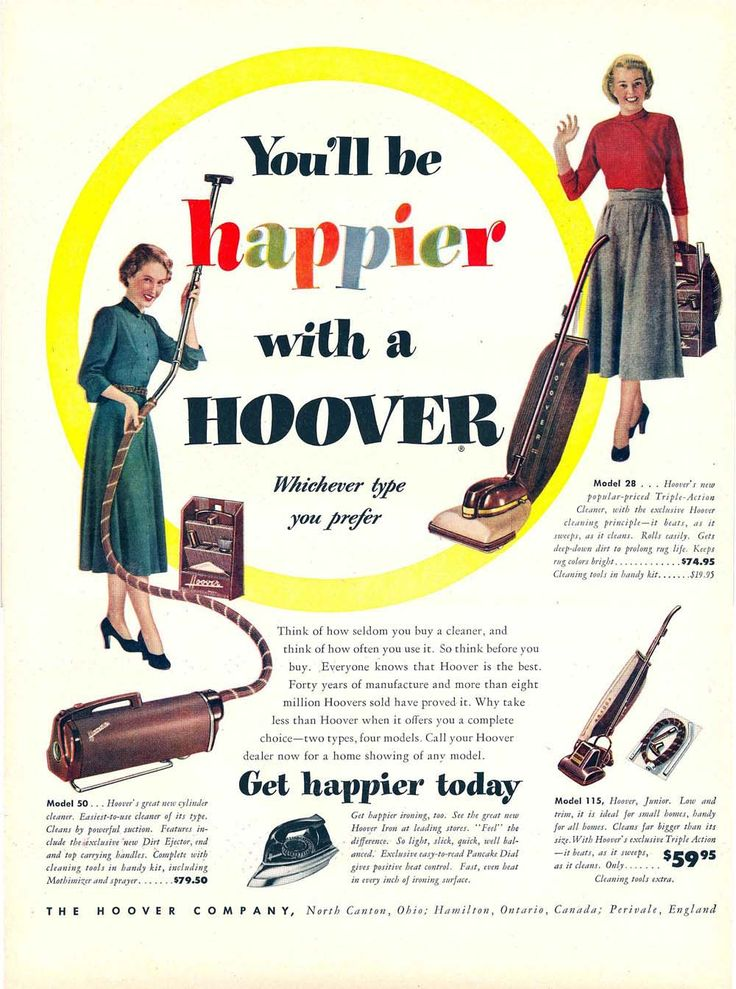 You'll be
happier
with a
HOOVER®
Whichever type
you prefer
HOOVER
Hoover
Model 28 . . . Hoover's new
popular-priced Triple-Action
Cleaner, with the exclusive Hoover
cleaning principle—it beats, as it
sweeps, as it cleans. Rolls easily. Gets
deep-down dirt to prolong rug life. Keeps
rug colors bright.............$74.95
Cleaning tools in handy kit.......$19.95
Think of how seldom you buy a cleaner, and
think of how often you use it. So think before you
buy. Everyone knows that Hoover is the best.
Forty years of manufacture and more than eight
million Hoovers sold have proved it. Why take
less than Hoover when it offers you a complete
choice—two types, four models. Call your Hoover
dealer now for a home showing of any model.
Get happier today
Model 50 . . . Hoover's great new cylinder
cleaner. Easiest-to-use cleaner of its type.
Cleans by powerful suction. Features in-
clude the exclusive new Dirt Ejector, end
and top carrying handles. Complete with
cleaning tools in handy kit, including
Mothimizer and sprayer.......$79.50
Get happier ironing, too. See the great new
Hoover Iron at leading stores. "Feel" the
difference. So light, slick, quick, well bal-
anced. Exclusive easy-to-read Pancake Dial
gives positive heat control. Fast, even heat
in every inch of ironing surface.
Model 115, Hoover, Junior. Low and
trim, it is ideal for small homes, handy
for all homes. Cleans far bigger than its
size. With Hoover's exclusive Triple Action
—it beats, as it sweeps,
as it cleans. Only....... $59.95
Cleaning tools extra.
THE HOOVER COMPANY, North Canton, Ohio; Hamilton, Ontario, Canada; Perivale, England